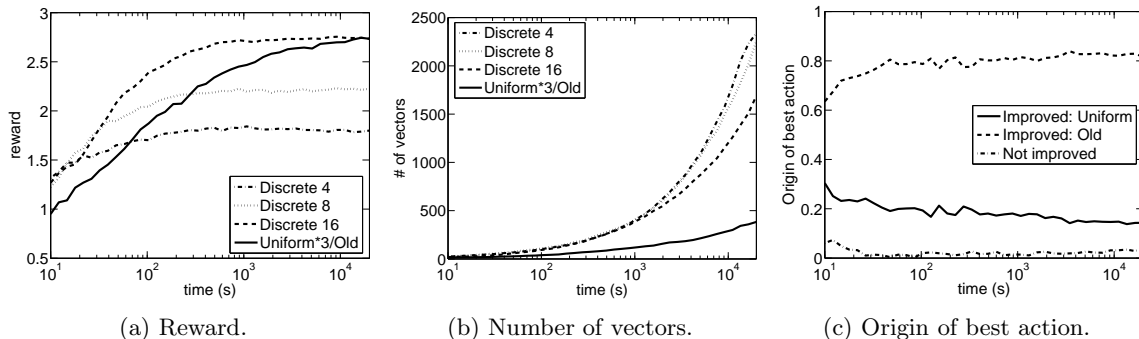 3
2.5
2
1.5
1
0.5
reward
Discrete 4
Discrete 8
Discrete 16
Uniform*3/Old
10^1 10^2 10^3 10^4
time (s)
(a) Reward.
2500
2000
1500
1000
500
0
# of vectors
Discrete 4
Discrete 8
Discrete 16
Uniform*3/Old
10^1 10^2 10^3 10^4
time (s)
(b) Number of vectors.
1
0.8
0.6
0.4
0.2
0
Origin of best action
Improved: Uniform
Improved: Old
Not improved
10^1 10^2 10^3 10^4
time (s)
(c) Origin of best action.